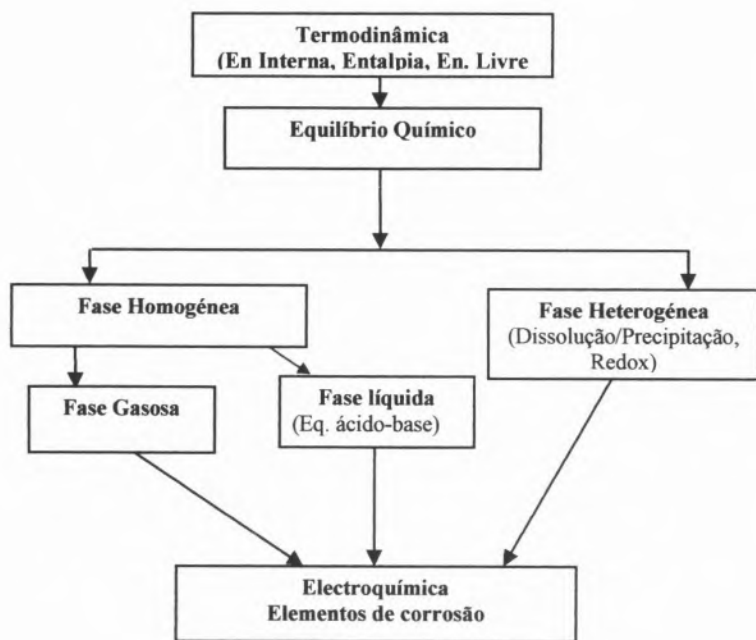 Termodinâmica
(En Interna, Entalpia, En. Livre
Equilíbrio Químico
Fase Homogénea
Fase Heterogénea
(Dissolução/Precipitação,
Redox)
Fase Gasosa
Fase líquida
(Eq. ácido-base)
Electroquímica
Elementos de corrosão